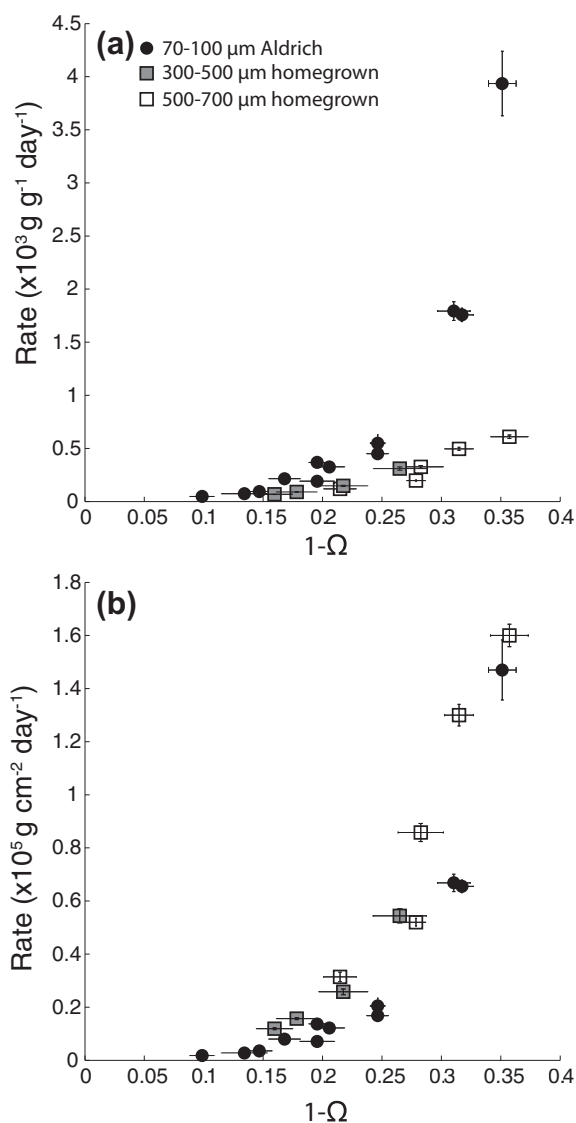 (a)
70-100 μm Aldrich
300-500 μm homegrown
500-700 μm homegrown
Rate (x10³ g g⁻¹ day⁻¹)
4.5
4
3.5
3
2.5
2
1.5
1
0.5
0
0 0.05 0.1 0.15 0.2 0.25 0.3 0.35 0.4
1-Ω
(b)
Rate (x10⁵ g cm⁻² day⁻¹)
1.8
1.6
1.4
1.2
1
0.8
0.6
0.4
0.2
0
0 0.05 0.1 0.15 0.2 0.25 0.3 0.35 0.4
1-Ω